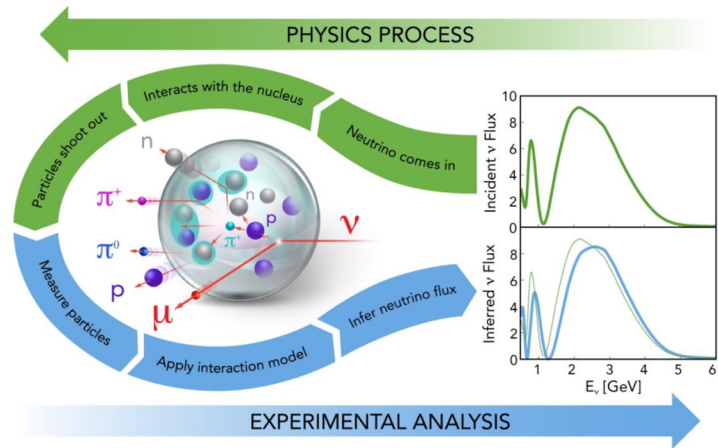 PHYSICS PROCESS
Interacts with the nucleus
Particles shoot out
Neutrino comes in
n
π⁺
π⁰
p
μ
n
p
π⁺
ν
Measure particles
Apply interaction model
Infer neutrino flux
Incident ν Flux
10
8
6
4
2
0
Inferred ν Flux
8
6
4
2
0
1 2 3 4 5 6
Eᵥ [GeV]
EXPERIMENTAL ANALYSIS